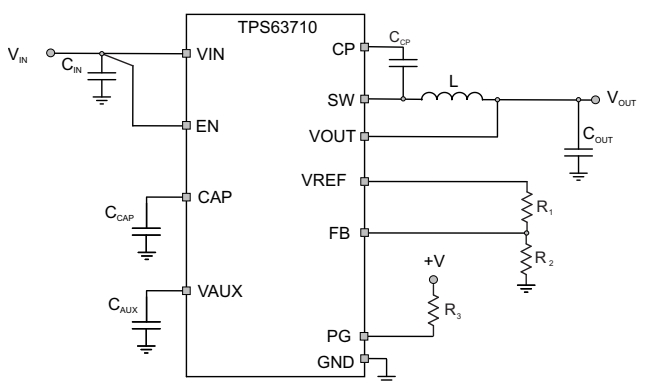 TPS63710
V_IN
C_IN
VIN
EN
CAP
C_CAP
VAUX
C_AUX
CP
C_CP
SW
L
V_OUT
VOUT
C_OUT
VREF
R_1
FB
R_2
+V
R_3
PG
GND